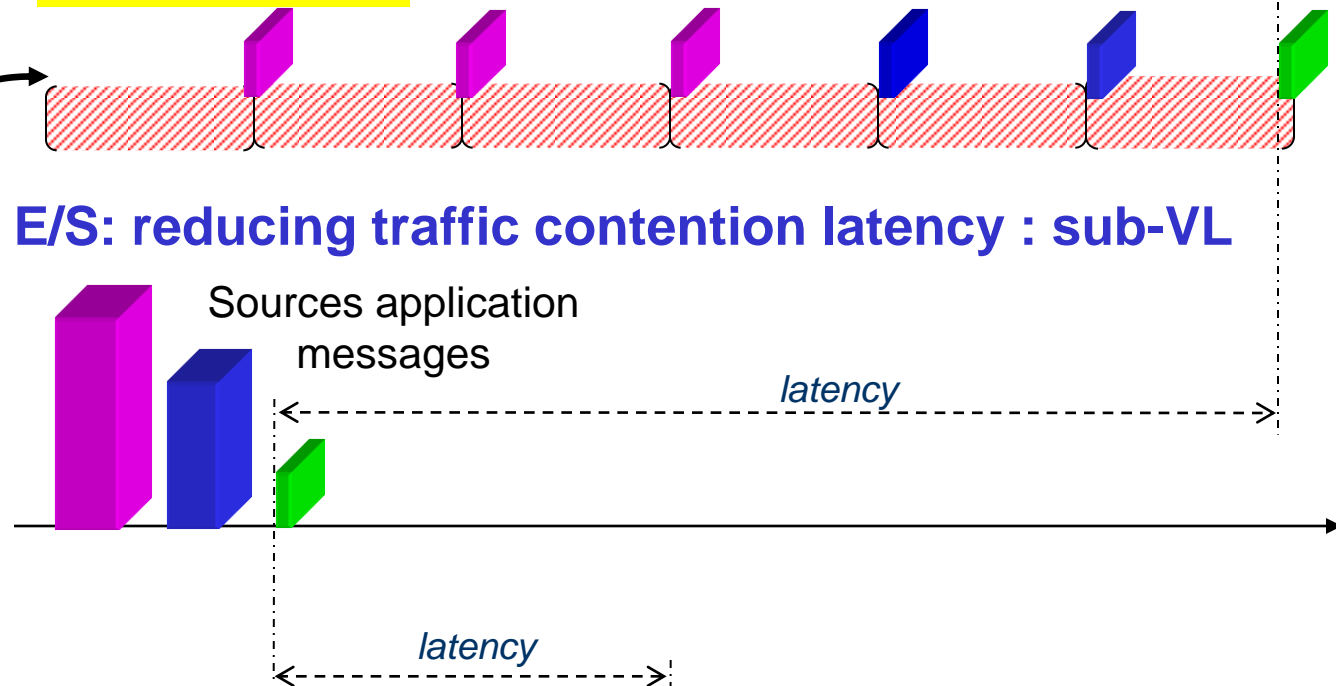 E/S: reducing traffic contention latency : sub-VL
Sources application
messages
latency
latency